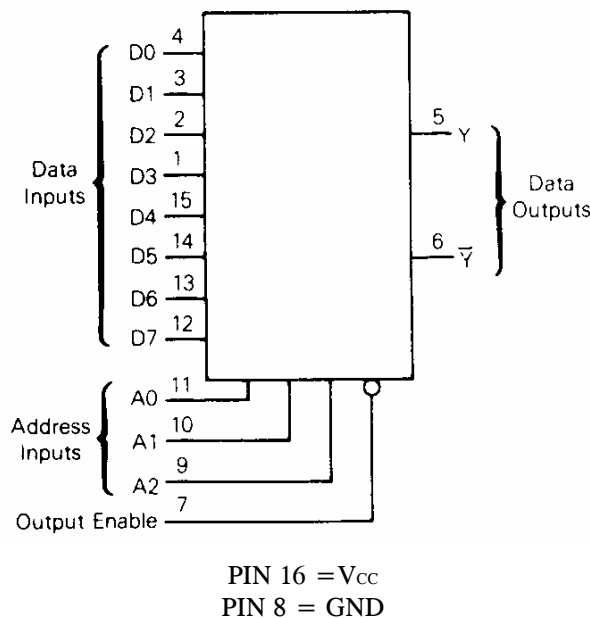 4
D0
3
D1
2
D2
1
D3
15
D4
14
D5
13
D6
12
D7
Data
Inputs
5
Y
6
Y̅
Data
Outputs
11
A0
10
A1
9
A2
Address
Inputs
7
Output Enable
PIN 16 =VCC
PIN 8 = GND